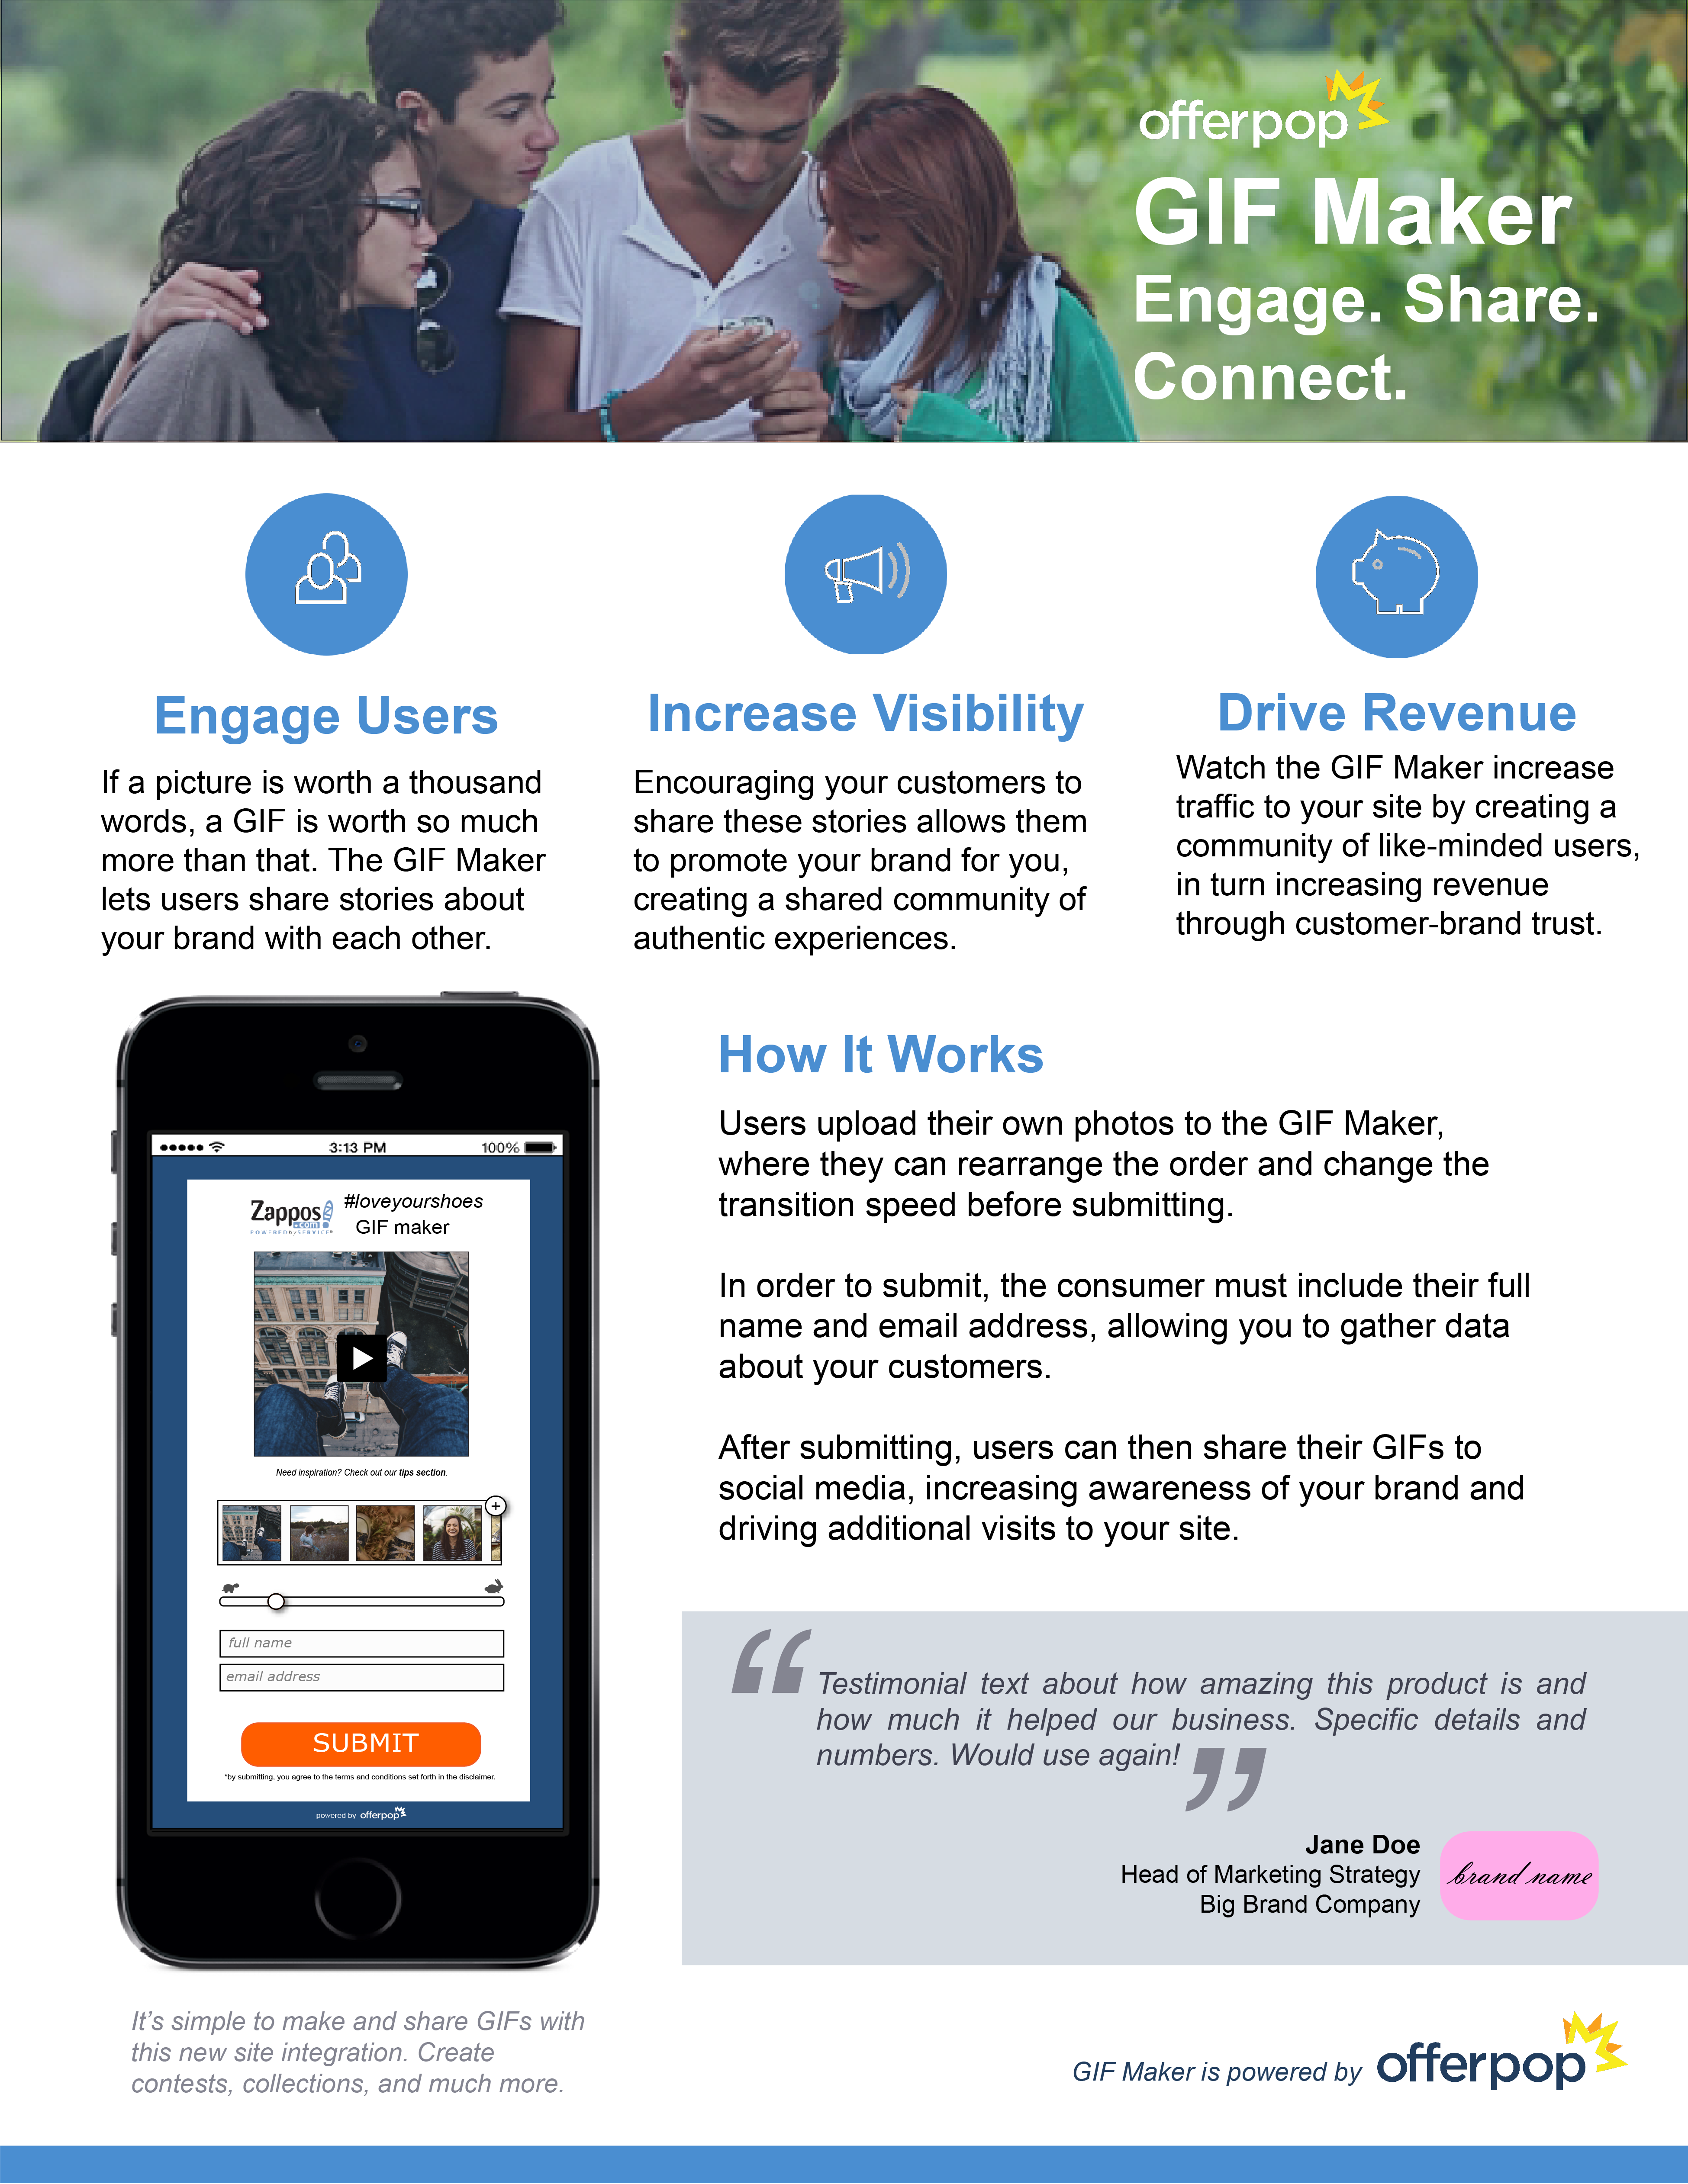 offerpop
GIF Maker
Engage. Share.
Connect.
Engage Users
If a picture is worth a thousand
words, a GIF is worth so much
more than that. The GIF Maker
lets users share stories about
your brand with each other.
Increase Visibility
Encouraging your customers to
share these stories allows them
to promote your brand for you,
creating a shared community of
authentic experiences.
Drive Revenue
Watch the GIF Maker increase
traffic to your site by creating a
community of like-minded users,
in turn increasing revenue
through customer-brand trust.
3:13 PM 100%
Zappos .com
POWERED by SERVICE®
#loveyourshoes
GIF maker
Need inspiration? Check out our tips section.
+
full name
email address
SUBMIT
*by submitting, you agree to the terms and conditions set forth in the disclaimer.
powered by offerpop
How It Works
Users upload their own photos to the GIF Maker,
where they can rearrange the order and change the
transition speed before submitting.
In order to submit, the consumer must include their full
name and email address, allowing you to gather data
about your customers.
After submitting, users can then share their GIFs to
social media, increasing awareness of your brand and
driving additional visits to your site.
“Testimonial text about how amazing this product is and
how much it helped our business. Specific details and
numbers. Would use again!”
Jane Doe
Head of Marketing Strategy
Big Brand Company
brand name
It’s simple to make and share GIFs with
this new site integration. Create
contests, collections, and much more.
GIF Maker is powered by offerpop